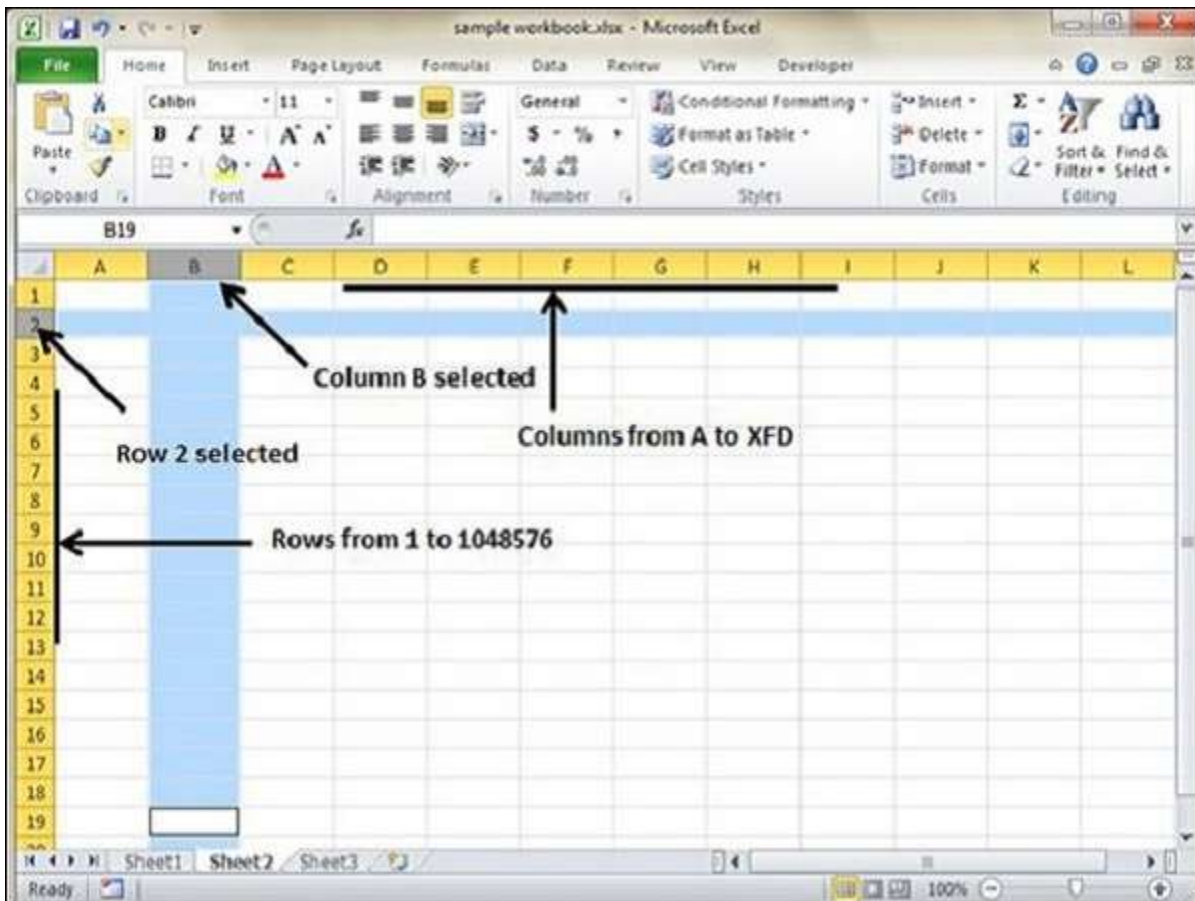 sample workbook.xlsx - Microsoft Excel
File Home Insert Page Layout Formulas Data Review View Developer
Calibri 11 General Conditional Formatting Insert Σ
Paste B I U A A $ % , Format as Table Delete Sort & Filter Find & Select
A Cell Styles Format
Clipboard Font Alignment Number Styles Cells Editing
B19 fx
A B C D E F G H I J K L
1
2
3
Column B selected
4
5
Columns from A to XFD
6
Row 2 selected
7
8
9
Rows from 1 to 1048576
10
11
12
13
14
15
16
17
18
19
Sheet1 Sheet2 Sheet3
Ready 100%